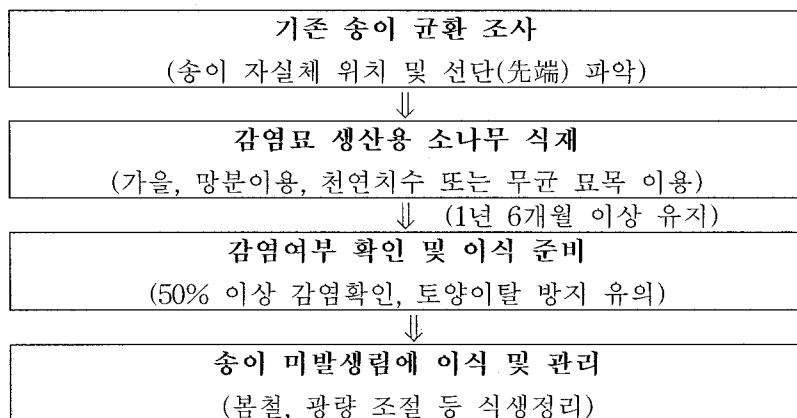 기존 송이 균환 조사
(송이 자실체 위치 및 선단(先端) 파악)
⇓
감염묘 생산용 소나무 식재
(가을, 망분이용, 천연치수 또는 무균 묘목 이용)
⇓ (1년 6개월 이상 유지)
감염여부 확인 및 이식 준비
(50% 이상 감염확인, 토양이탈 방지 유의)
⇓
송이 미발생림에 이식 및 관리
(봄철, 광량 조절 등 식생정리)